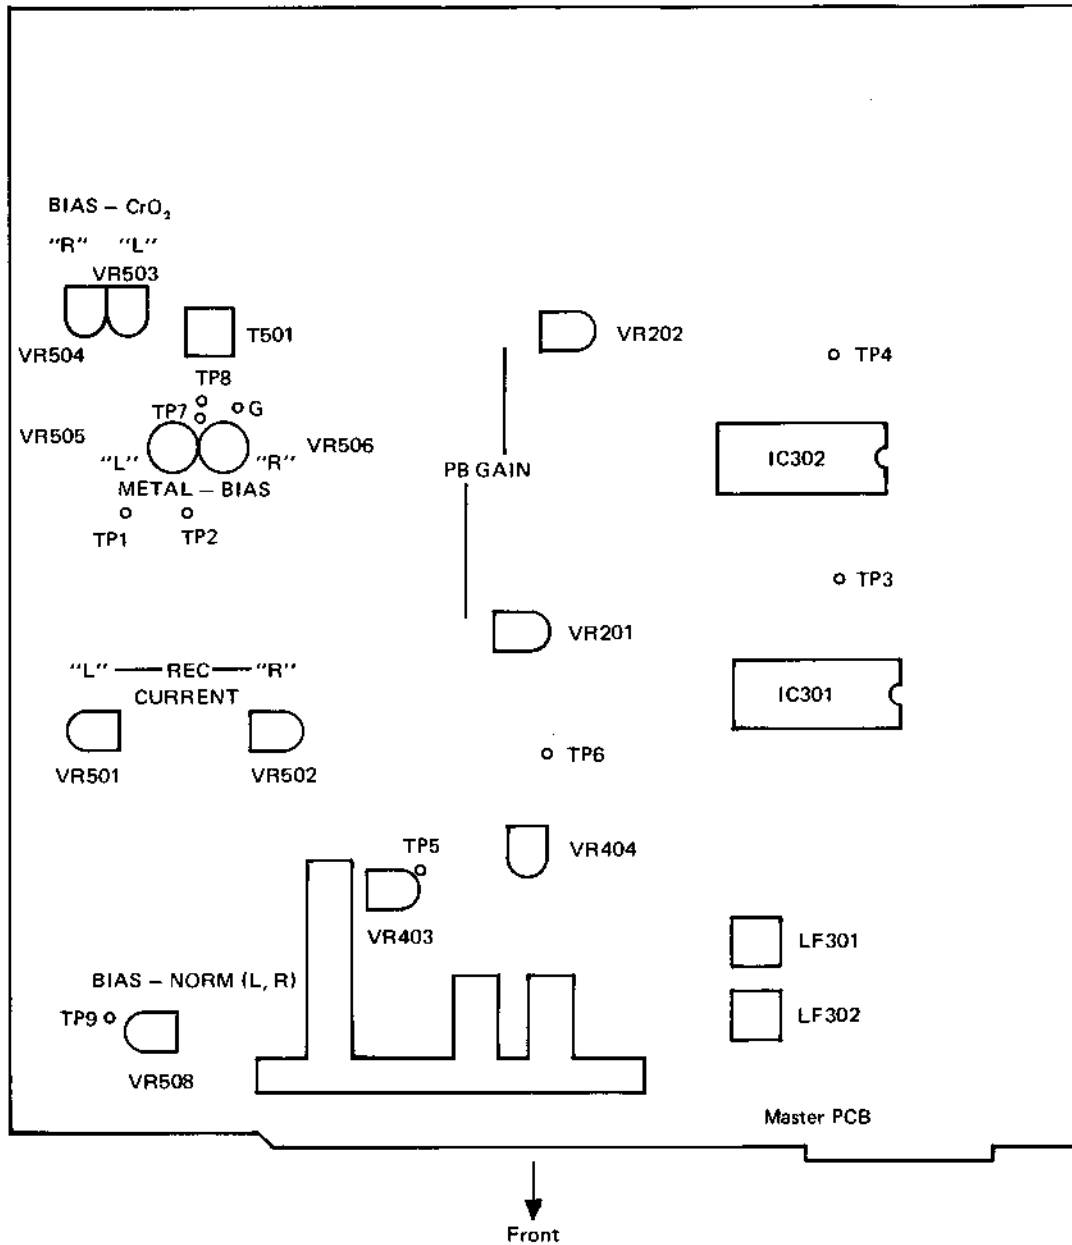 BIAS – CrO₂
"R" "L"
VR503
VR504
T501
VR202
TP4
TP8
TP7
G
VR505
VR506
"L"
"R"
METAL – BIAS
PB GAIN
IC302
TP1
TP2
TP3
VR201
"L" — REC — "R"
CURRENT
IC301
VR501
VR502
TP6
TP5
VR404
VR403
LF301
BIAS – NORM (L, R)
TP9
LF302
VR508
Master PCB
Front